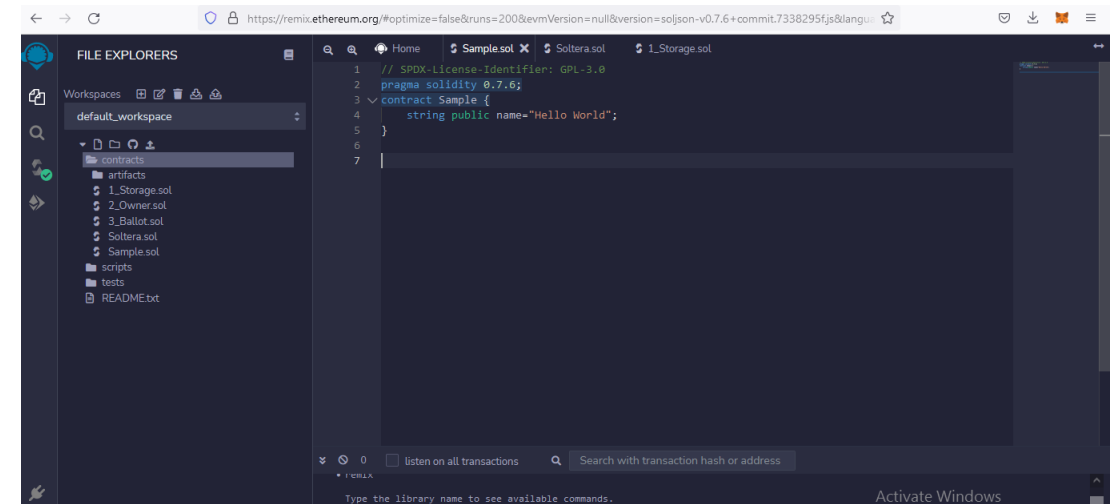 https://remix.ethereum.org/#optimize=false&runs=200&evmVersion=null&version=soljson-v0.7.6+commit.7338295f.js&langua
FILE EXPLORERS
Home Sample.sol Soltera.sol 1_Storage.sol
Workspaces
default_workspace
contracts
artifacts
1_Storage.sol
2_Owner.sol
3_Ballot.sol
Soltera.sol
Sample.sol
scripts
tests
README.txt
1 // SPDX-License-Identifier: GPL-3.0
2 pragma solidity 0.7.6;
3 contract Sample {
4 string public name="Hello World";
5 }
6
7
0 listen on all transactions Search with transaction hash or address
• remix
Type the library name to see available commands.
Activate Windows